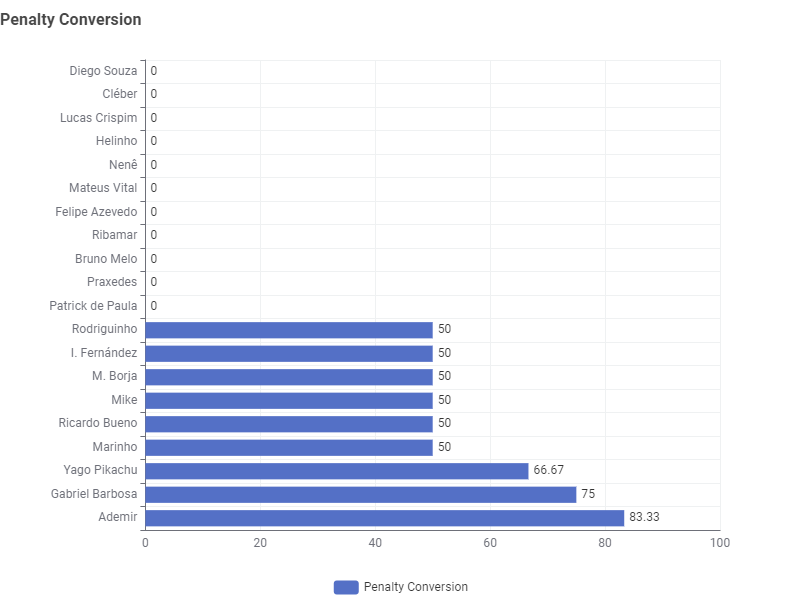 Penalty Conversion
Diego Souza 0
Cléber 0
Lucas Crispim 0
Helinho 0
Nenê 0
Mateus Vital 0
Felipe Azevedo 0
Ribamar 0
Bruno Melo 0
Praxedes 0
Patrick de Paula 0
Rodriguinho 50
I. Fernández 50
M. Borja 50
Mike 50
Ricardo Bueno 50
Marinho 50
Yago Pikachu 66.67
Gabriel Barbosa 75
Ademir 83.33
0 20 40 60 80 100
Penalty Conversion